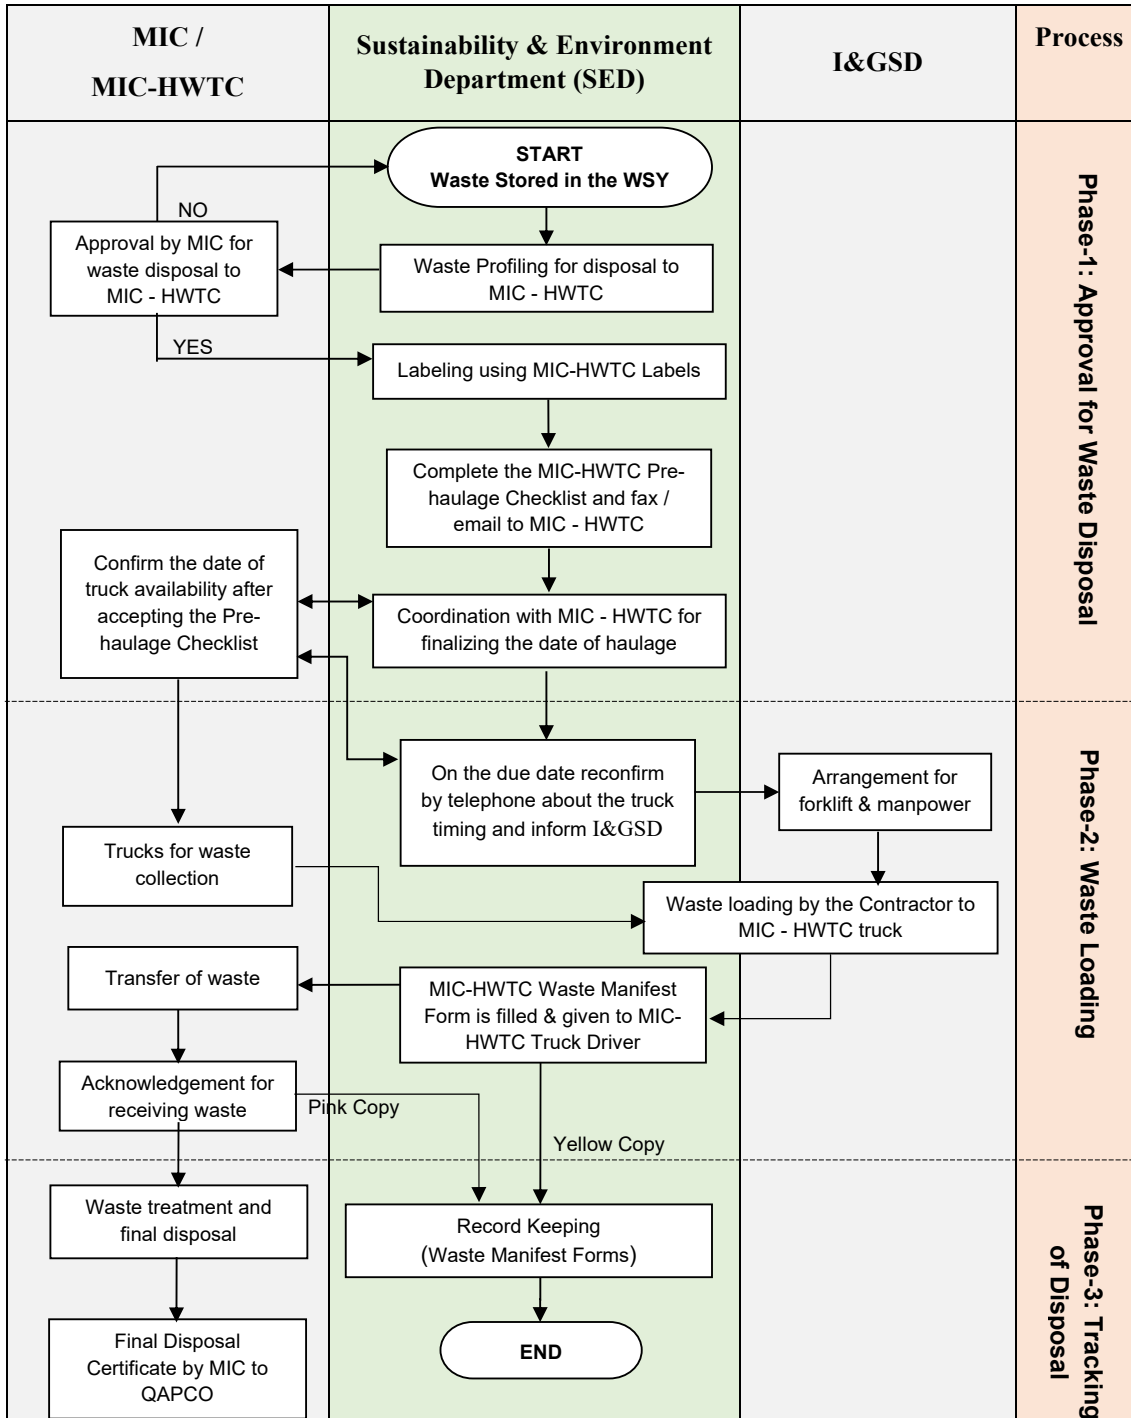 MIC /
MIC-HWTC
Sustainability & Environment
Department (SED)
I&GSD
Process
START
Waste Stored in the WSY
NO
Approval by MIC for
waste disposal to
MIC - HWTC
Waste Profiling for disposal to
MIC - HWTC
YES
Labeling using MIC-HWTC Labels
Complete the MIC-HWTC Pre-
haulage Checklist and fax /
email to MIC - HWTC
Confirm the date of
truck availability after
accepting the Pre-
haulage Checklist
Coordination with MIC - HWTC for
finalizing the date of haulage
Phase-1: Approval for Waste Disposal
On the due date reconfirm
by telephone about the truck
timing and inform I&GSD
Arrangement for
forklift & manpower
Trucks for waste
collection
Waste loading by the Contractor to
MIC - HWTC truck
Transfer of waste
MIC-HWTC Waste Manifest
Form is filled & given to MIC-
HWTC Truck Driver
Acknowledgement for
receiving waste
Pink Copy
Yellow Copy
Phase-2: Waste Loading
Waste treatment and
final disposal
Record Keeping
(Waste Manifest Forms)
Final Disposal
Certificate by MIC to
QAPCO
END
Phase-3: Tracking
of Disposal